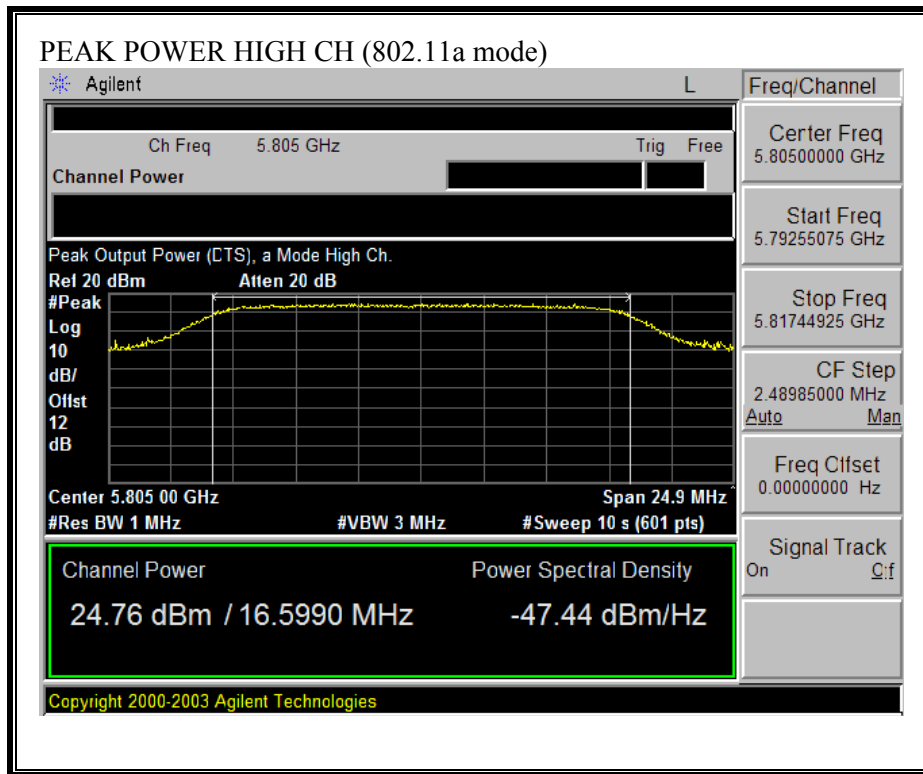 PEAK POWER HIGH CH (802.11a mode)
Agilent L Freq/Channel
Ch Freq 5.805 GHz Trig Free
Channel Power
Center Freq
5.80500000 GHz
Start Freq
5.79255075 GHz
Stop Freq
5.81744925 GHz
CF Step
2.48985000 MHz
Auto Man
Freq Offset
0.00000000 Hz
Signal Track
On Off
Peak Output Power (DTS), a Mode High Ch.
Ref 20 dBm Atten 20 dB
#Peak
Log
10
dB/
Offst
12
dB
Center 5.805 00 GHz Span 24.9 MHz
#Res BW 1 MHz #VBW 3 MHz #Sweep 10 s (601 pts)
Channel Power Power Spectral Density
24.76 dBm / 16.5990 MHz -47.44 dBm/Hz
Copyright 2000-2003 Agilent Technologies